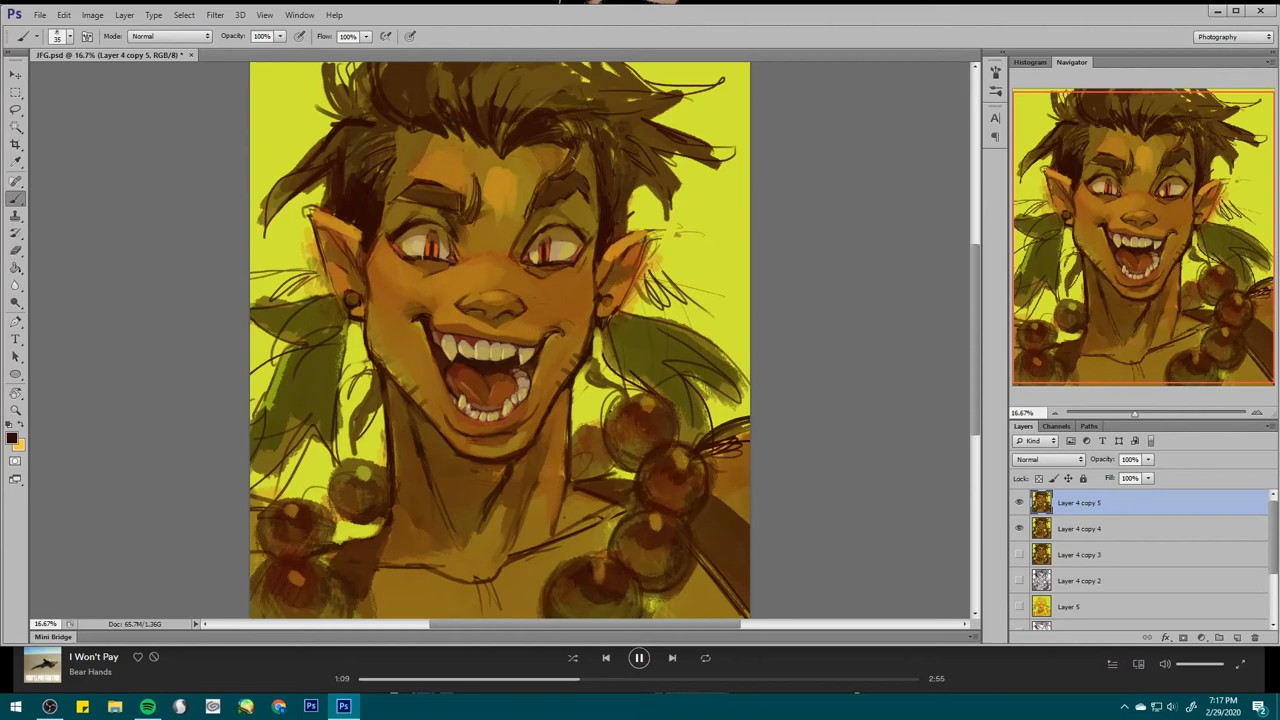 Ps File Edit Image Layer Type Select Filter 3D View Window Help
35 Mode: Normal Opacity: 100% Flow: 100% Photography
JFG.psd @ 16.7% (Layer 4 copy 5, RGB/8) * ×
Histogram Navigator
16.67%
Layers Channels Paths
Kind
Normal Opacity: 100%
Lock: Fill: 100%
Layer 4 copy 5
Layer 4 copy 4
Layer 4 copy 3
Layer 4 copy 2
Layer 5
16.67% Doc: 65.7M/1.36G
Mini Bridge
I Won't Pay
Bear Hands
1:09 2:55
Ps Ps 7:17 PM
2/29/2020 2